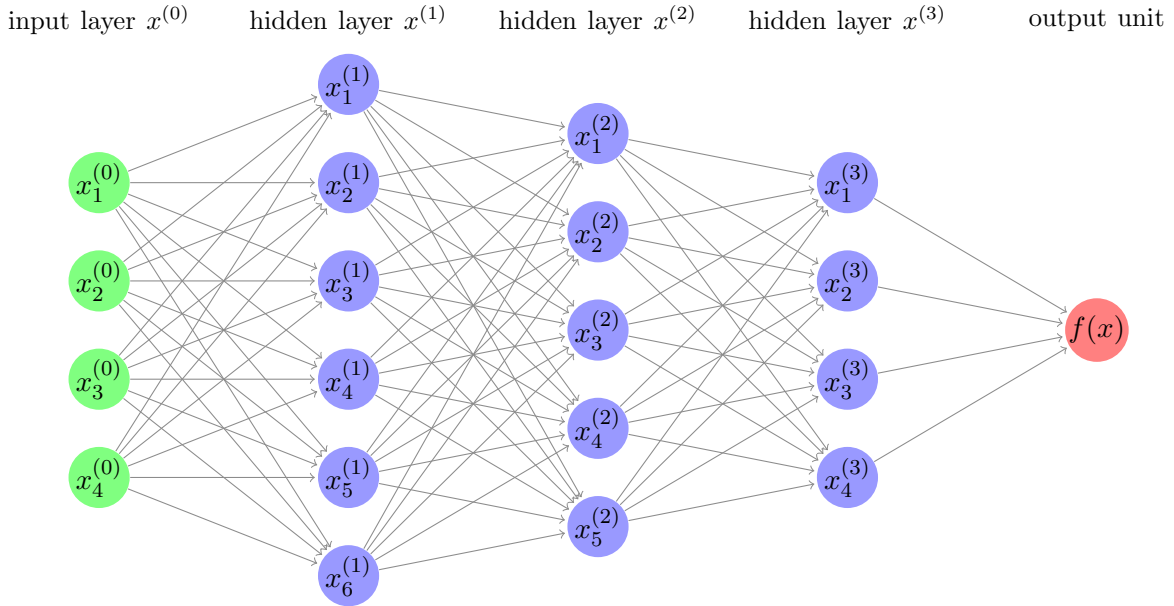 input layer x^(0) hidden layer x^(1) hidden layer x^(2) hidden layer x^(3) output unit
x_1^(0)
x_2^(0)
x_3^(0)
x_4^(0)
x_1^(1)
x_2^(1)
x_3^(1)
x_4^(1)
x_5^(1)
x_6^(1)
x_1^(2)
x_2^(2)
x_3^(2)
x_4^(2)
x_5^(2)
x_1^(3)
x_2^(3)
x_3^(3)
x_4^(3)
f(x)